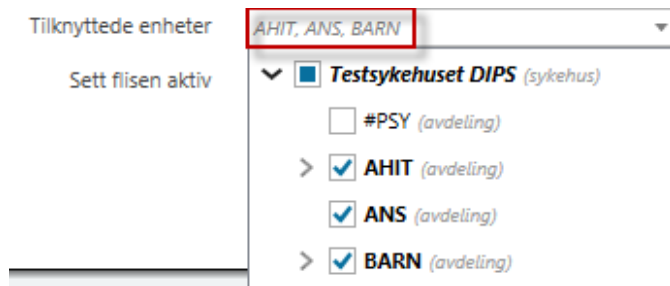 Tilknyttede enheter AHIT, ANS, BARN
Sett flisen aktiv Testsykehuset DIPS (sykehus)
#PSY (avdeling)
AHIT (avdeling)
ANS (avdeling)
BARN (avdeling)